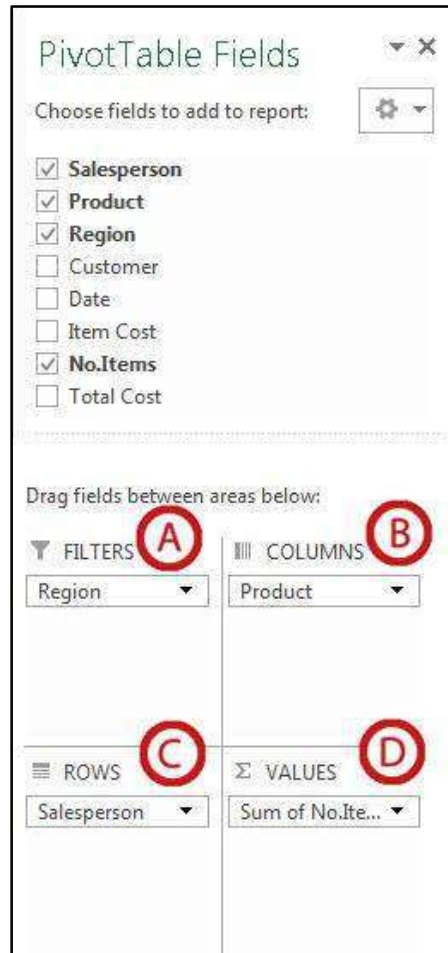 PivotTable Fields
Choose fields to add to report:
Salesperson
Product
Region
Customer
Date
Item Cost
No.Items
Total Cost
Drag fields between areas below:
FILTERS A
Region
COLUMNS B
Product
ROWS C
Salesperson
Σ VALUES D
Sum of No.Ite...